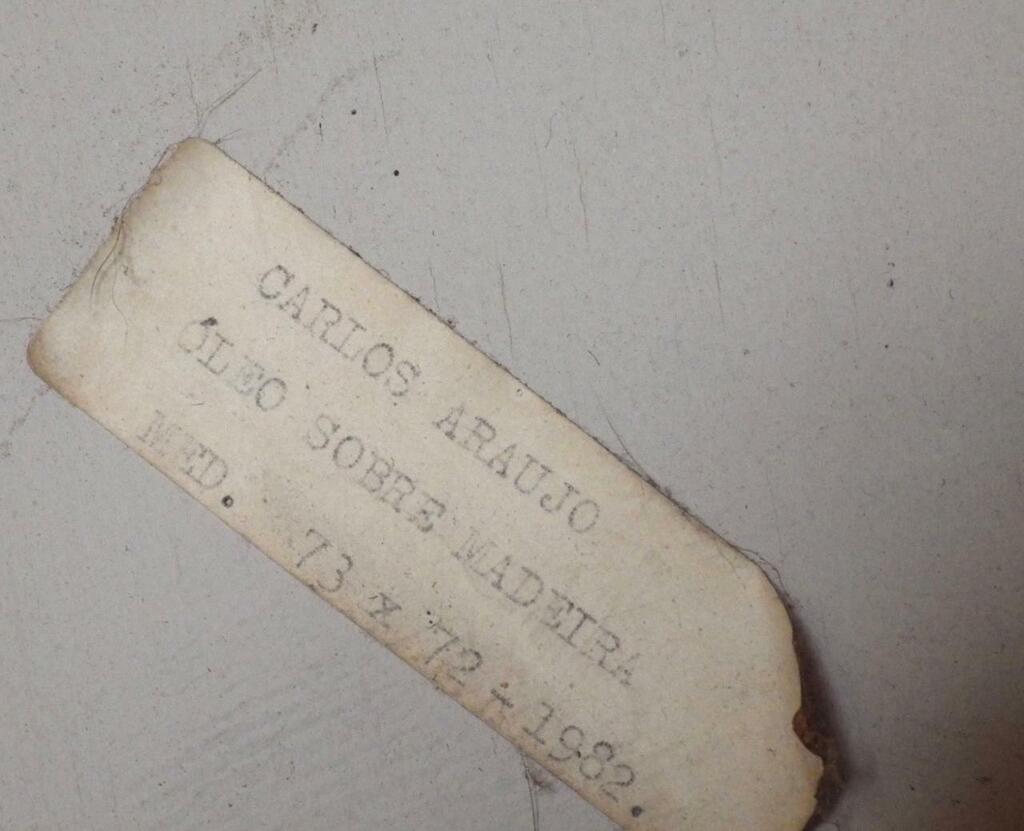 CARLOS ARAUJO
ÓLEO SOBRE MADEIRA
MED. 73 x 72 - 1982.